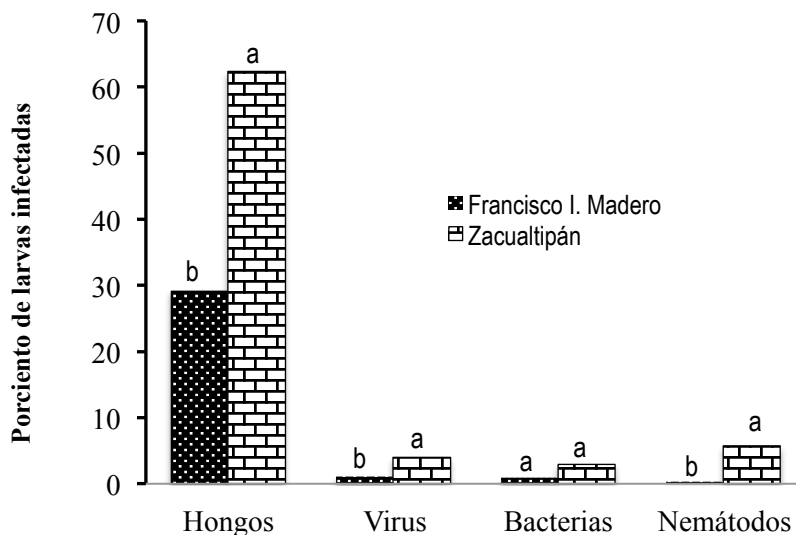 Porciento de larvas infectadas
70
60
50
40
30
20
10
0
a
b
b
a
a
a
b
a
Francisco I. Madero
Zacualtipán
Hongos Virus Bacterias Nemátodos